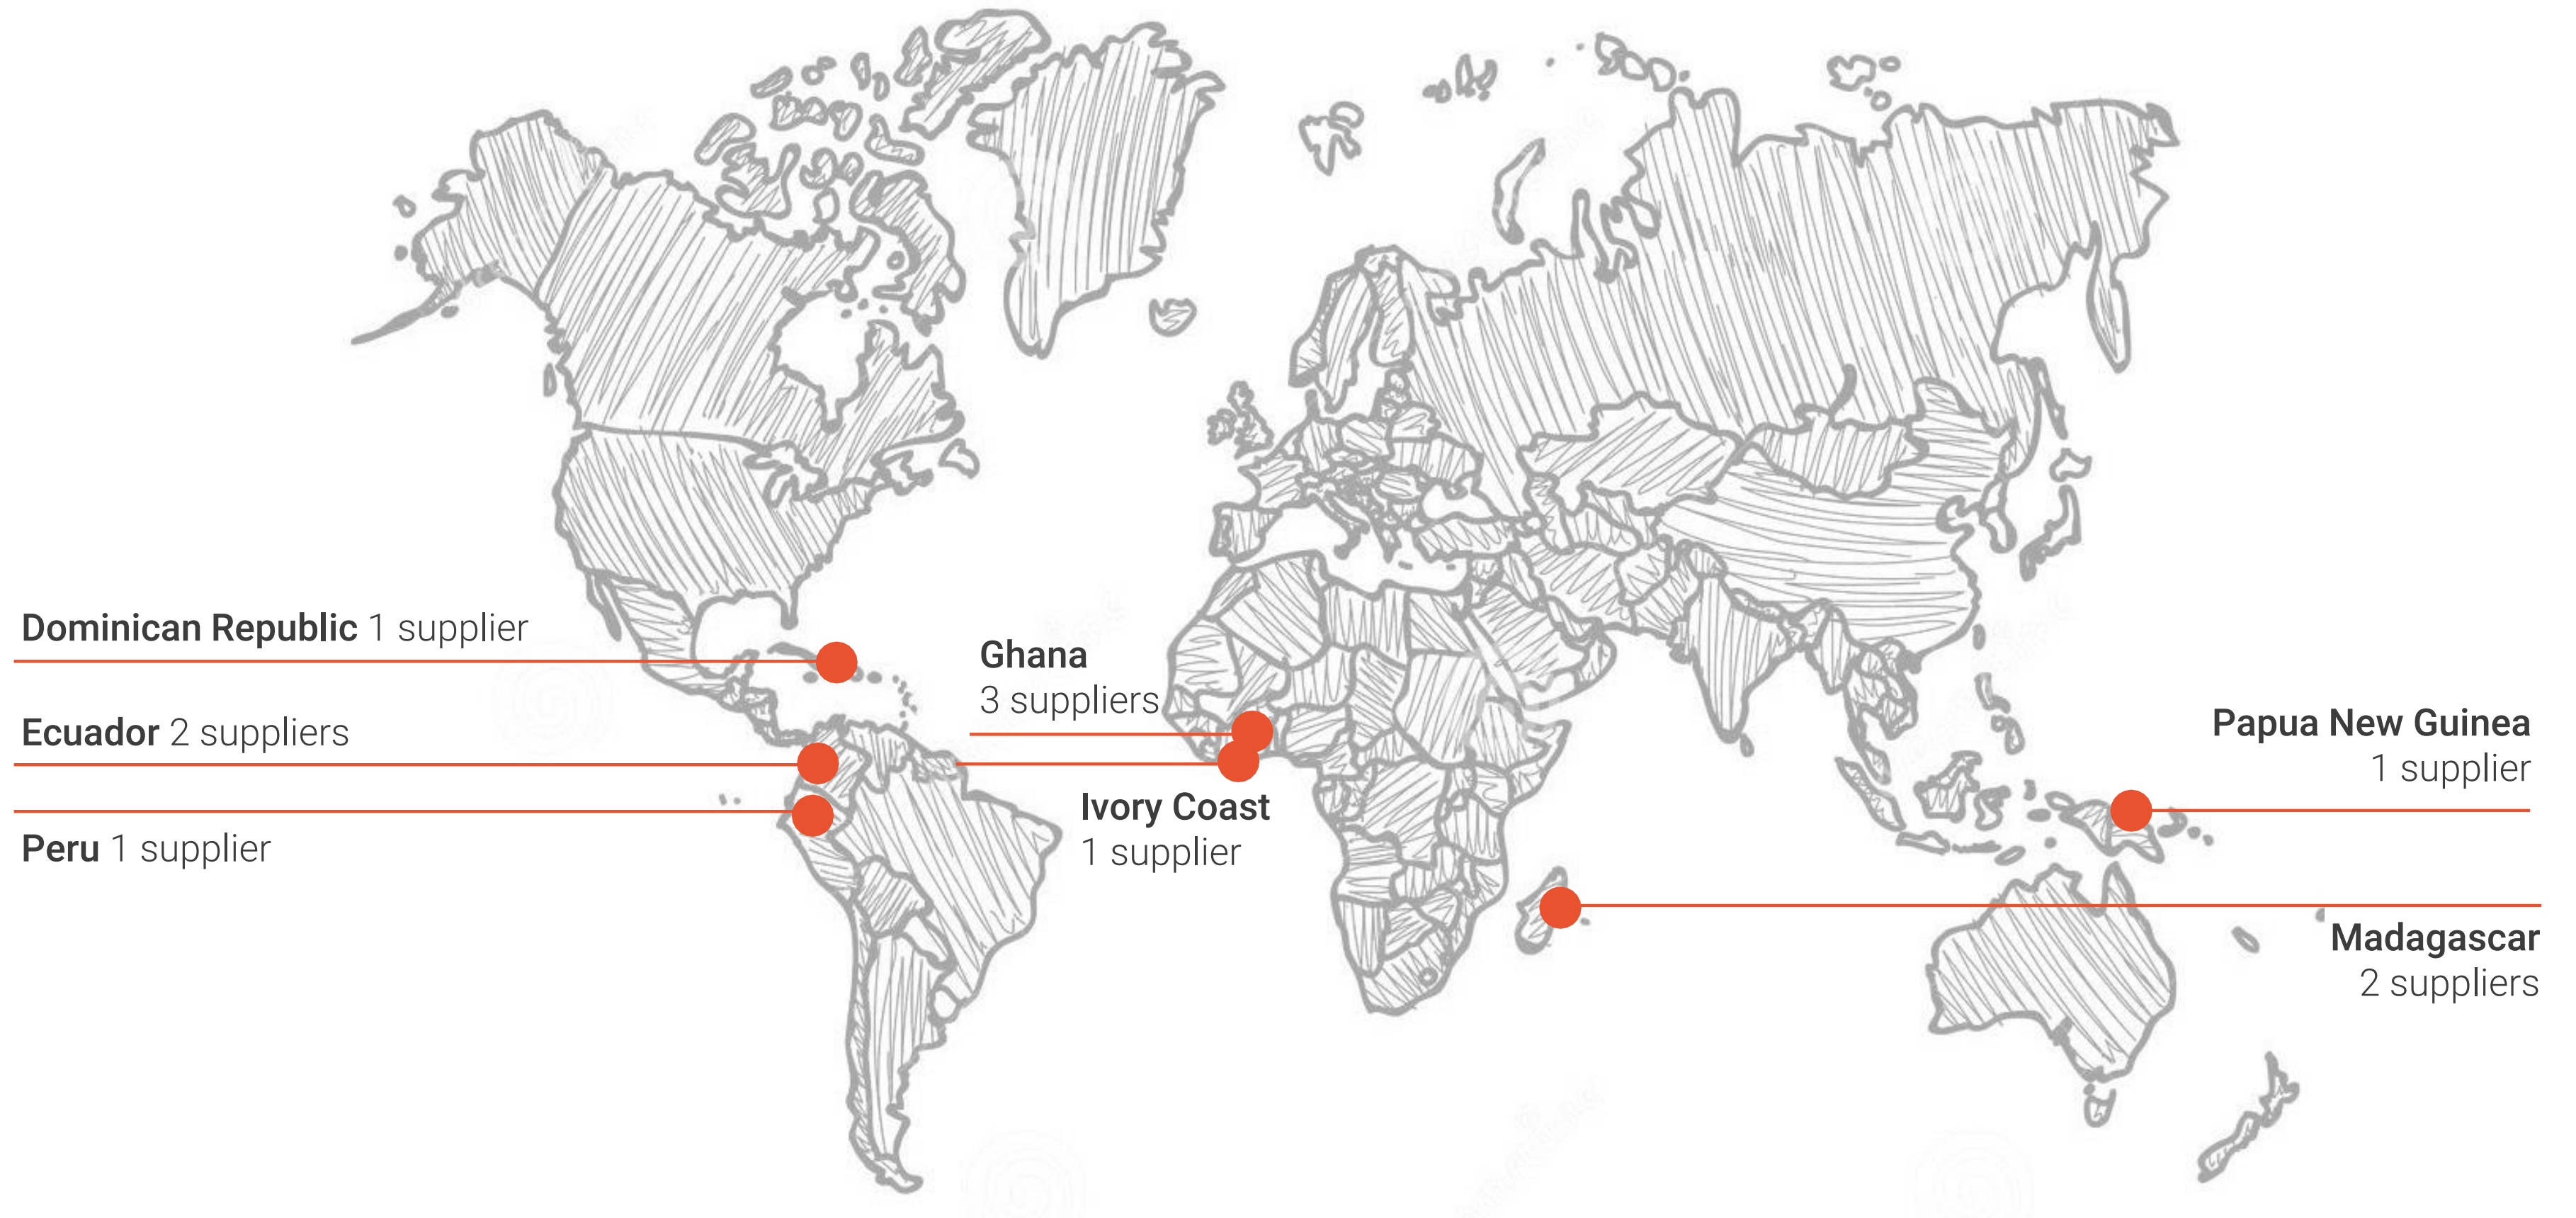 Dominican Republic 1 supplier
Ecuador 2 suppliers
Peru 1 supplier
Ghana
3 suppliers
Ivory Coast
1 supplier
Papua New Guinea
1 supplier
Madagascar
2 suppliers